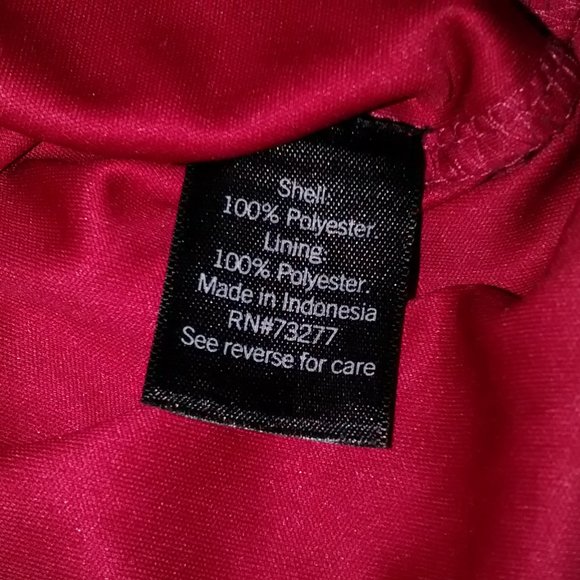 Shell:
100% Polyester
Lining:
100% Polyester.
Made in Indonesia
RN#73277
See reverse for care